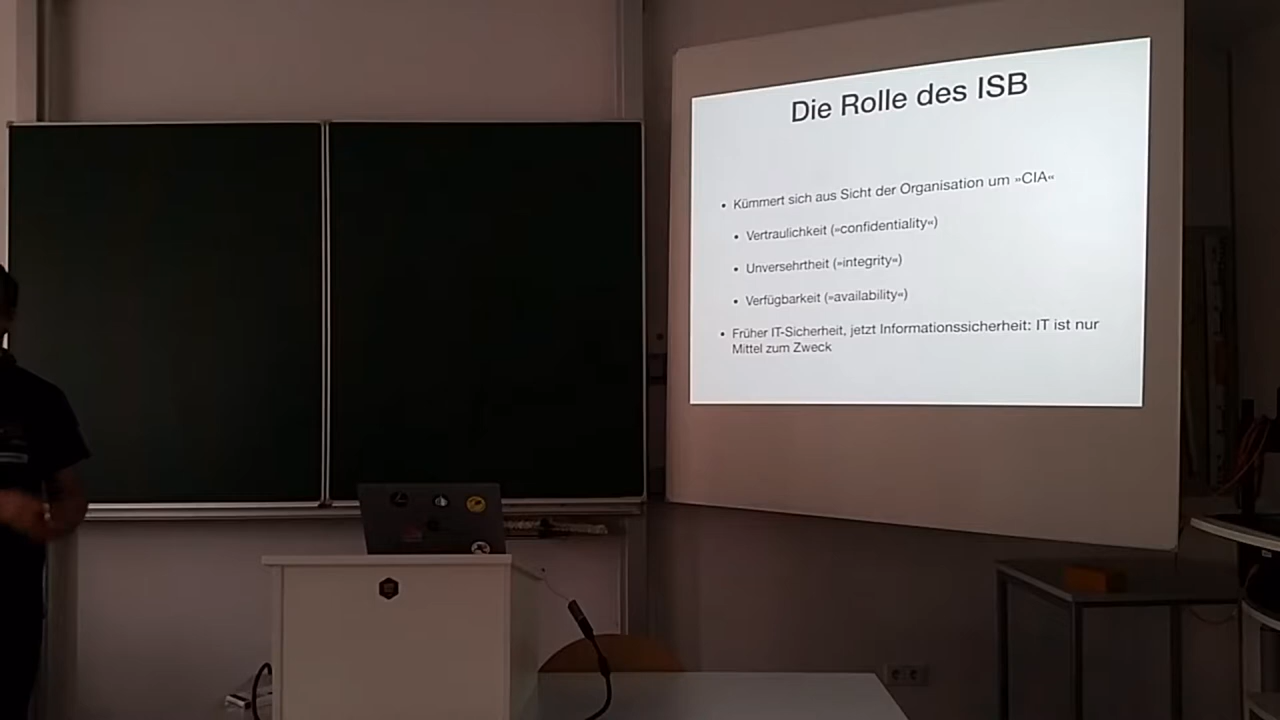 Die Rolle des ISB
• Kümmert sich aus Sicht der Organisation um »CIA«
• Vertraulichkeit (»confidentiality«)
• Unversehrtheit (»integrity«)
• Verfügbarkeit (»availability«)
• Früher IT-Sicherheit, jetzt Informationssicherheit: IT ist nur
Mittel zum Zweck